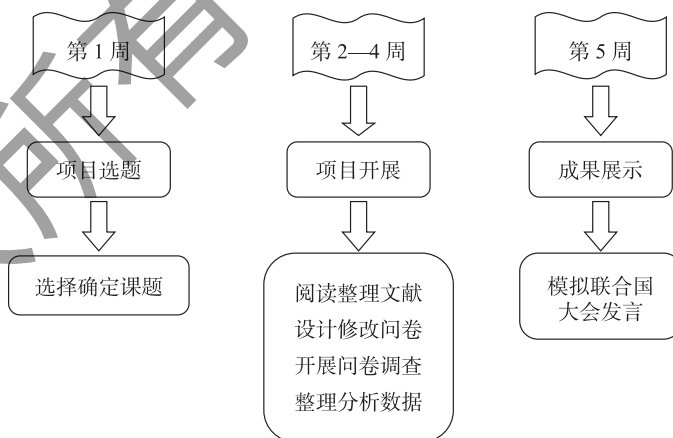 第 1 周
第 2—4 周
第 5 周
项目选题
项目开展
成果展示
选择确定课题
阅读整理文献
设计修改问卷
开展问卷调查
整理分析数据
模拟联合国
大会发言
所有